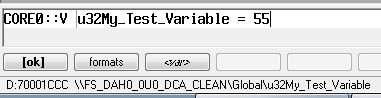 CORE0::V u32My_Test_Variable = 55
[ok] formats <var>
D:70001CCC \\FS_DAH0_0U0_DCA_CLEAN\Global\u32My_Test_Variable